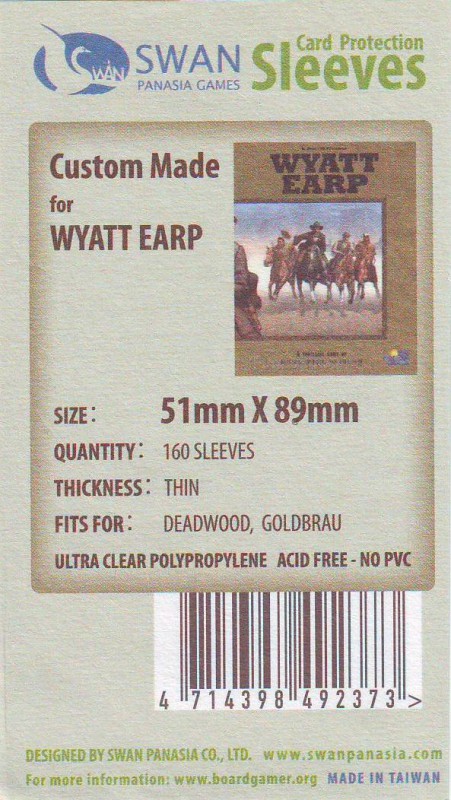 SWAN
SWAN
PANASIA GAMES
Card Protection
Sleeves
Custom Made
for
WYATT EARP
WYATT
EARP
SIZE: 51mm X 89mm
QUANTITY: 160 SLEEVES
THICKNESS: THIN
FITS FOR: DEADWOOD, GOLDBRAU
ULTRA CLEAR POLYPROPYLENE ACID FREE - NO PVC
4 714398 492373 >
DESIGNED BY SWAN PANASIA CO., LTD. www.swanpanasia.com
For more information: www.boardgamer.org MADE IN TAIWAN